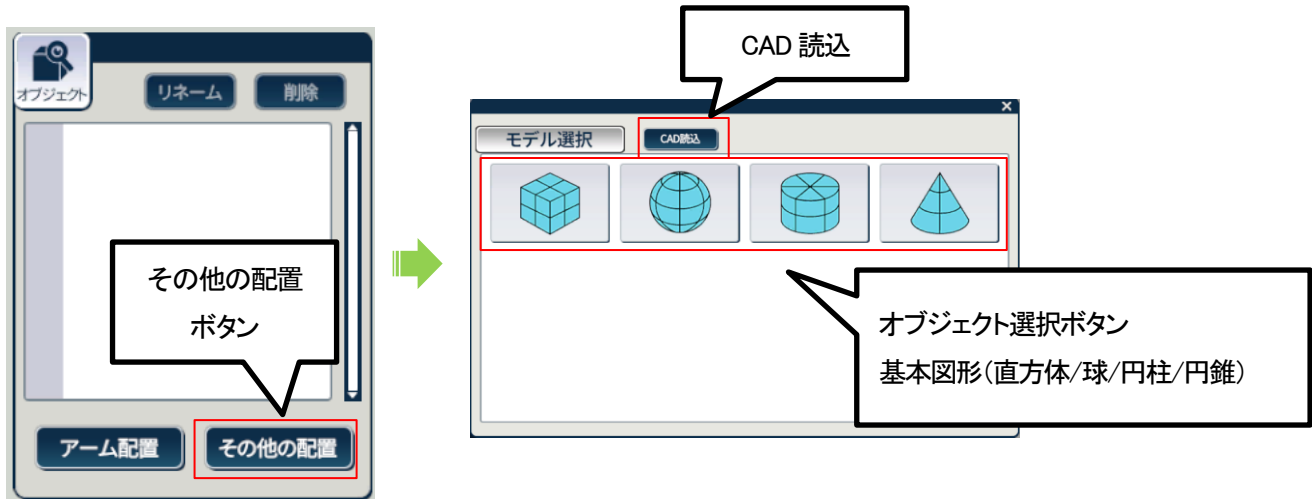 オブジェクト
リネーム
削除
その他の配置
ボタン
アーム配置
その他の配置
CAD 読込
×
モデル選択
CAD読込
オブジェクト選択ボタン
基本図形(直方体/球/円柱/円錐)